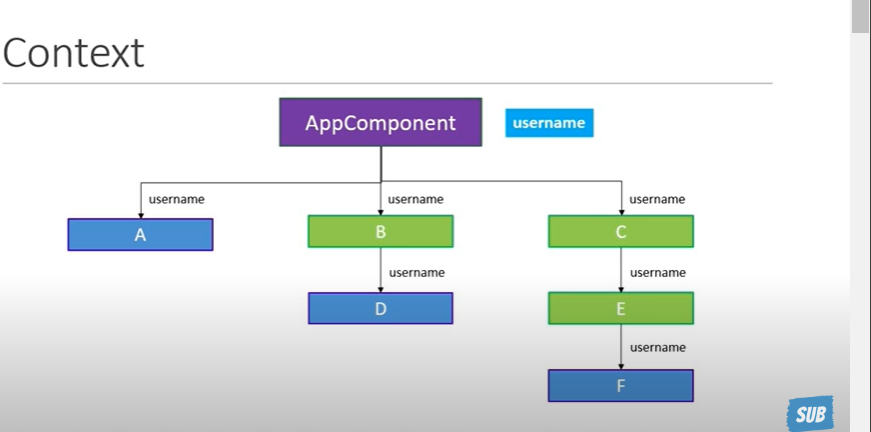 Context
AppComponent
username
username
username
username
A
B
C
username
username
D
E
username
F
SUB